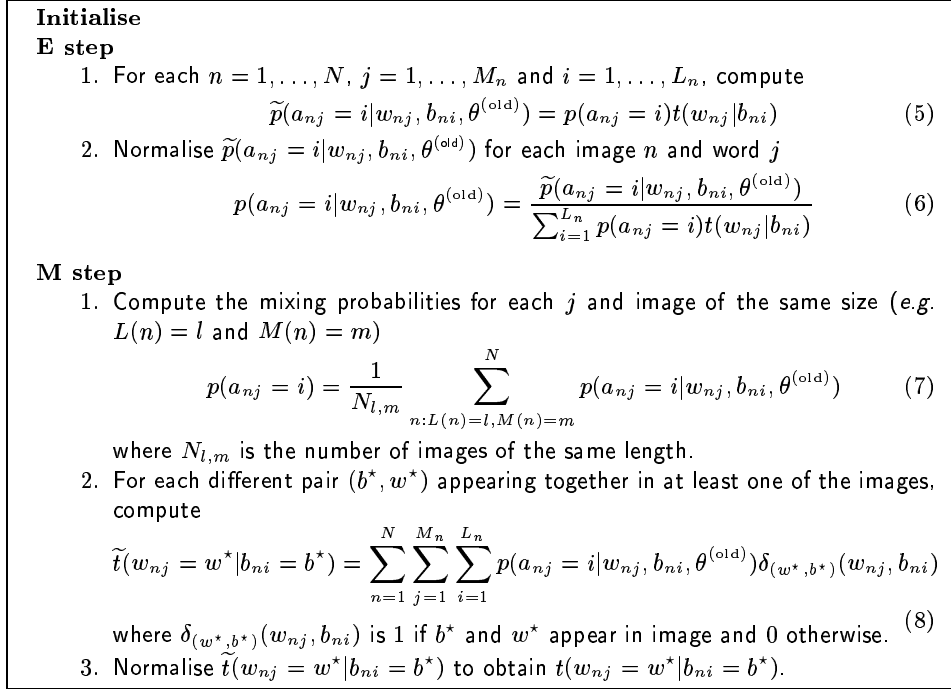 Initialise
E step
1. For each n = 1, . . . , N, j = 1, . . . , M_n and i = 1, . . . , L_n, compute
p̃(a_nj = i|w_nj, b_ni, θ^(old)) = p(a_nj = i)t(w_nj|b_ni) (5)
2. Normalise p̃(a_nj = i|w_nj, b_ni, θ^(old)) for each image n and word j
p(a_nj = i|w_nj, b_ni, θ^(old)) = p̃(a_nj = i|w_nj, b_ni, θ^(old)) / ∑_{i=1}^{L_n} p(a_nj = i)t(w_nj|b_ni) (6)
M step
1. Compute the mixing probabilities for each j and image of the same size (e.g.
L(n) = l and M(n) = m)
p(a_nj = i) = 1/N_{l,m} ∑_{n:L(n)=l,M(n)=m}^{N} p(a_nj = i|w_nj, b_ni, θ^(old)) (7)
where N_{l,m} is the number of images of the same length.
2. For each different pair (b⋆, w⋆) appearing together in at least one of the images,
compute
t̃(w_nj = w⋆|b_ni = b⋆) = ∑_{n=1}^{N} ∑_{j=1}^{M_n} ∑_{i=1}^{L_n} p(a_nj = i|w_nj, b_ni, θ^(old))δ_(w⋆,b⋆)(w_nj, b_ni)
(8)
where δ_(w⋆,b⋆)(w_nj, b_ni) is 1 if b⋆ and w⋆ appear in image and 0 otherwise.
3. Normalise t̃(w_nj = w⋆|b_ni = b⋆) to obtain t(w_nj = w⋆|b_ni = b⋆).